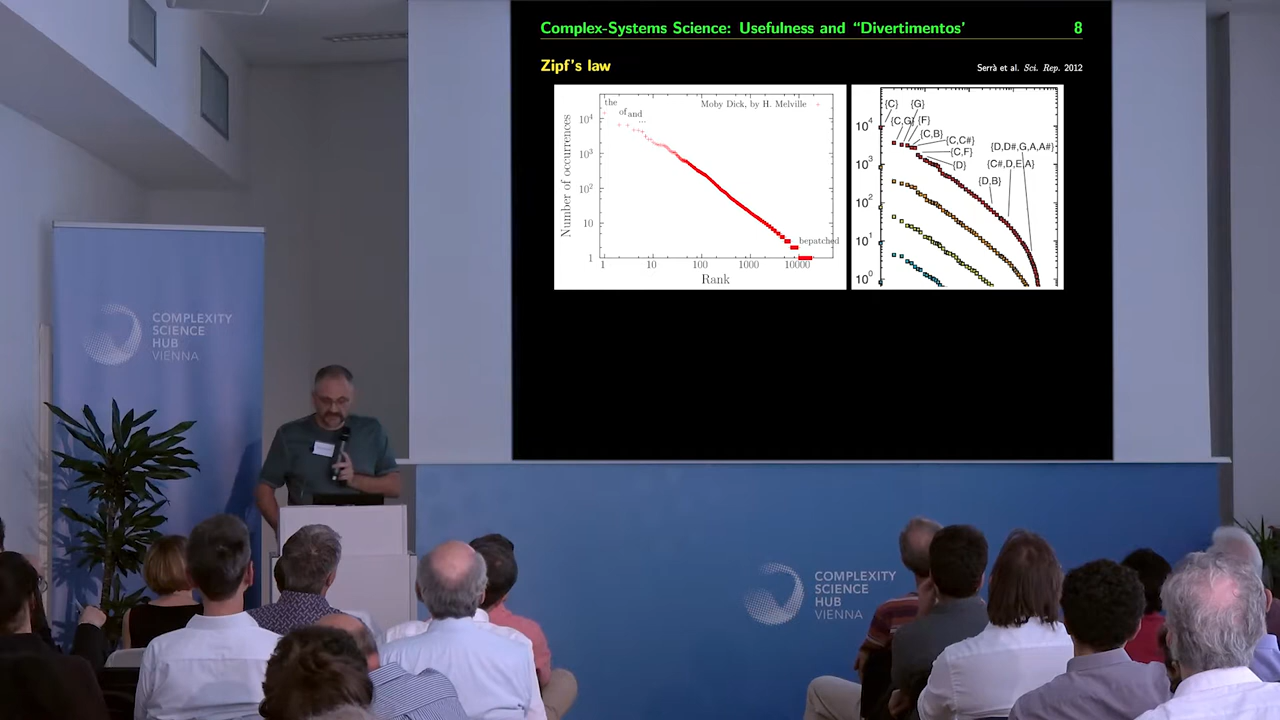 Complex-Systems Science: Usefulness and “Divertimentos’ 8
Zipf's law
Serrà et al. Sci. Rep. 2012
Moby Dick, by H. Melville
the
of and
...
bepatched
Number of occurrences
10⁴
10³
10²
10
1
1 10 100 1000 10000
Rank
{C} {G}
{C,G} {F}
{C,B}
{C,C#}
{C,F}
{D}
{D,D#,G,A,A#}
{C#,D,E,A}
{D,B}
10⁴
10³
10²
10¹
10⁰
COMPLEXITY
SCIENCE
HUB
VIENNA
COMPLEXITY
SCIENCE
HUB
VIENNA